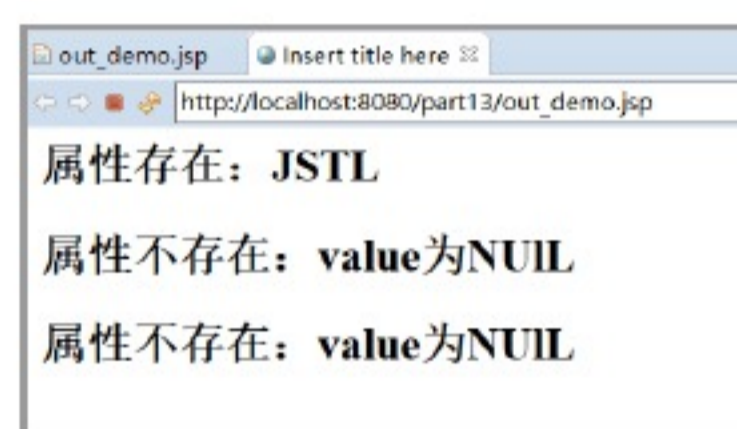 out_demo.jsp Insert title here
http://localhost:8080/part13/out_demo.jsp
属性存在：JSTL
属性不存在：value为NUlL
属性不存在：value为NUlL